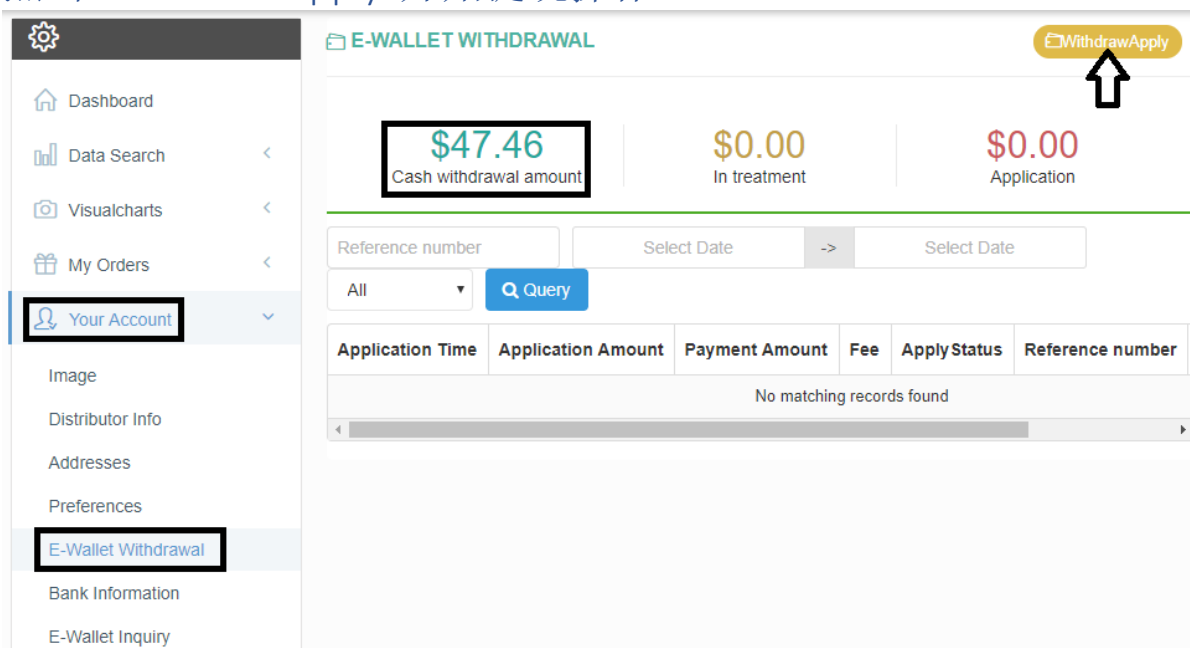 E-WALLET WITHDRAWAL
WithdrawApply
Dashboard
Data Search
Visualcharts
My Orders
Your Account
Image
Distributor Info
Addresses
Preferences
E-Wallet Withdrawal
Bank Information
E-Wallet Inquiry
$47.46
Cash withdrawal amount
$0.00
In treatment
$0.00
Application
Reference number
Select Date
->
Select Date
All
Query
Application Time Application Amount Payment Amount Fee ApplyStatus Reference number
No matching records found